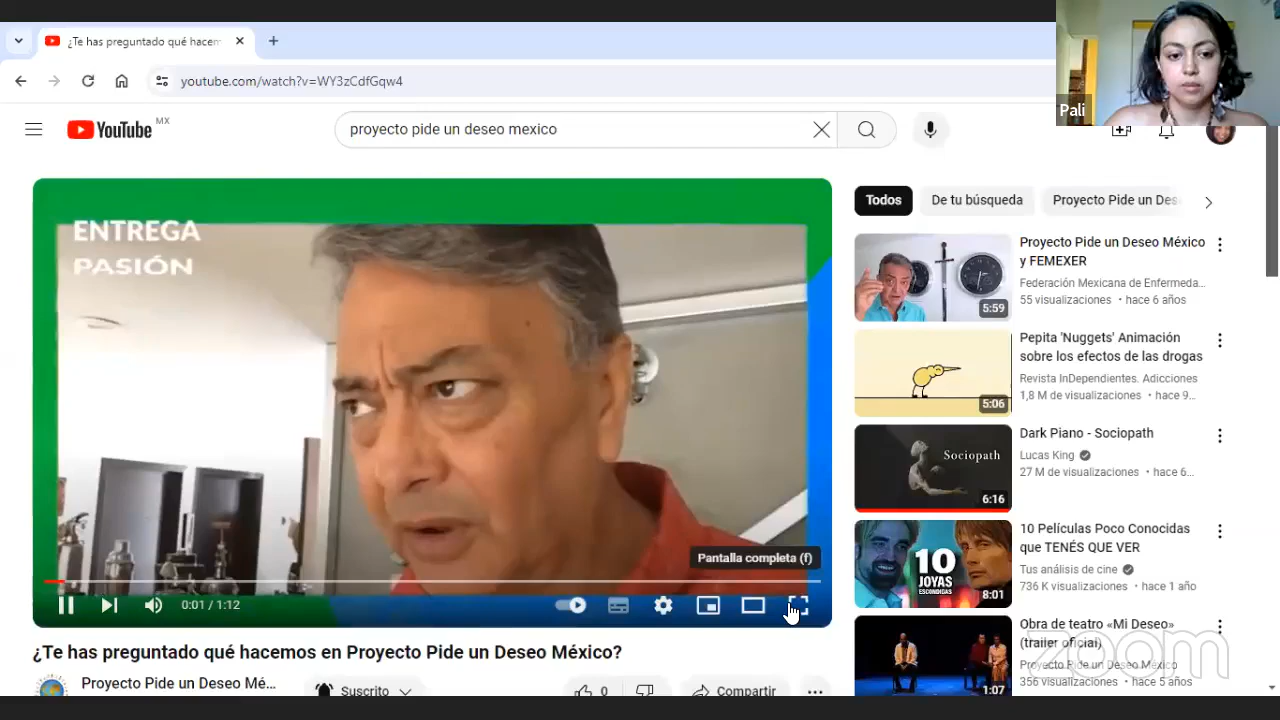 ¿Te has preguntado qué hacem
youtube.com/watch?v=WY3zCdfGqw4
Pali
YouTube MX
proyecto pide un deseo mexico
ENTREGA
PASIÓN
Pantalla completa (f)
0:01 / 1:12
¿Te has preguntado qué hacemos en Proyecto Pide un Deseo México?
Proyecto Pide un Deseo Mé...
Suscrito
0
Compartir
Todos
De tu búsqueda
Proyecto Pide un Des
Proyecto Pide un Deseo México
y FEMEXER
Federación Mexicana de Enfermeda...
55 visualizaciones • hace 6 años
5:59
Pepita 'Nuggets' Animación
sobre los efectos de las drogas
Revista InDependientes. Adicciones
1,8 M de visualizaciones • hace 9...
5:06
Dark Piano - Sociopath
Lucas King
27 M de visualizaciones • hace 6...
Sociopath
6:16
10 Películas Poco Conocidas
que TENÉS QUE VER
Tus análisis de cine
736 K visualizaciones • hace 1 año
10
JOYAS
ESCONDIDAS
8:01
Obra de teatro «Mi Deseo»
(trailer oficial)
Proyecto Pide un Deseo México
356 visualizaciones • hace 5 años
1:07
zoom